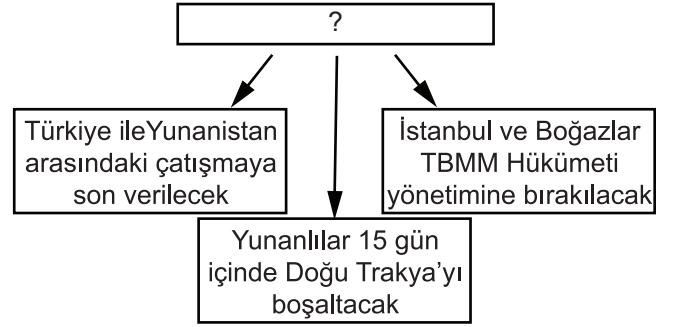 ?
Türkiye ileYunanistan
arasındaki çatışmaya
son verilecek
İstanbul ve Boğazlar
TBMM Hükümeti
yönetimine bırakılacak
Yunanlılar 15 gün
içinde Doğu Trakya’yı
boşaltacak